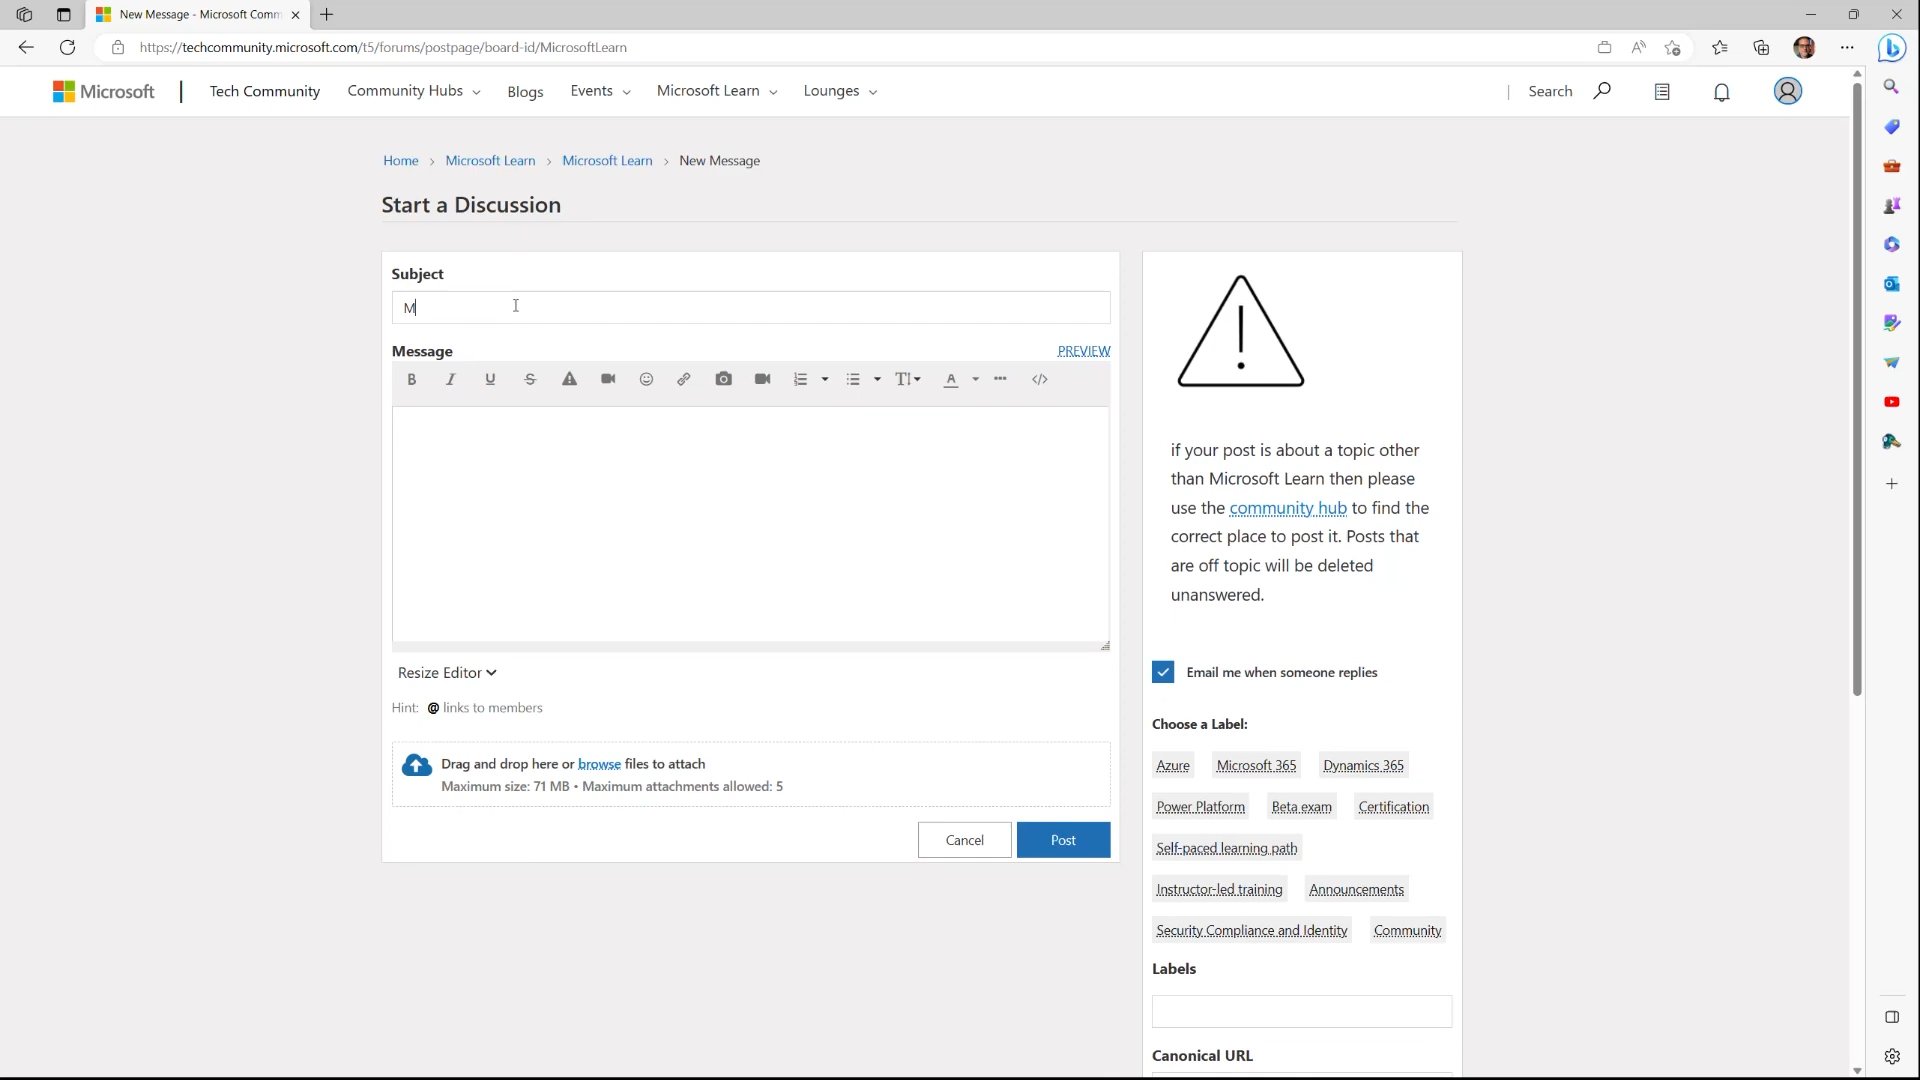 New Message - Microsoft Comm
https://techcommunity.microsoft.com/t5/forums/postpage/board-id/MicrosoftLearn
Microsoft
Tech Community
Community Hubs
Blogs
Events
Microsoft Learn
Lounges
Search
Home > Microsoft Learn > Microsoft Learn > New Message
Start a Discussion
Subject
M
Message
PREVIEW
Resize Editor
Hint: @ links to members
Drag and drop here or browse files to attach
Maximum size: 71 MB • Maximum attachments allowed: 5
Cancel
Post
if your post is about a topic other
than Microsoft Learn then please
use the community hub to find the
correct place to post it. Posts that
are off topic will be deleted
unanswered.
Email me when someone replies
Choose a Label:
Azure
Microsoft 365
Dynamics 365
Power Platform
Beta exam
Certification
Self-paced learning path
Instructor-led training
Announcements
Security Compliance and Identity
Community
Labels
Canonical URL